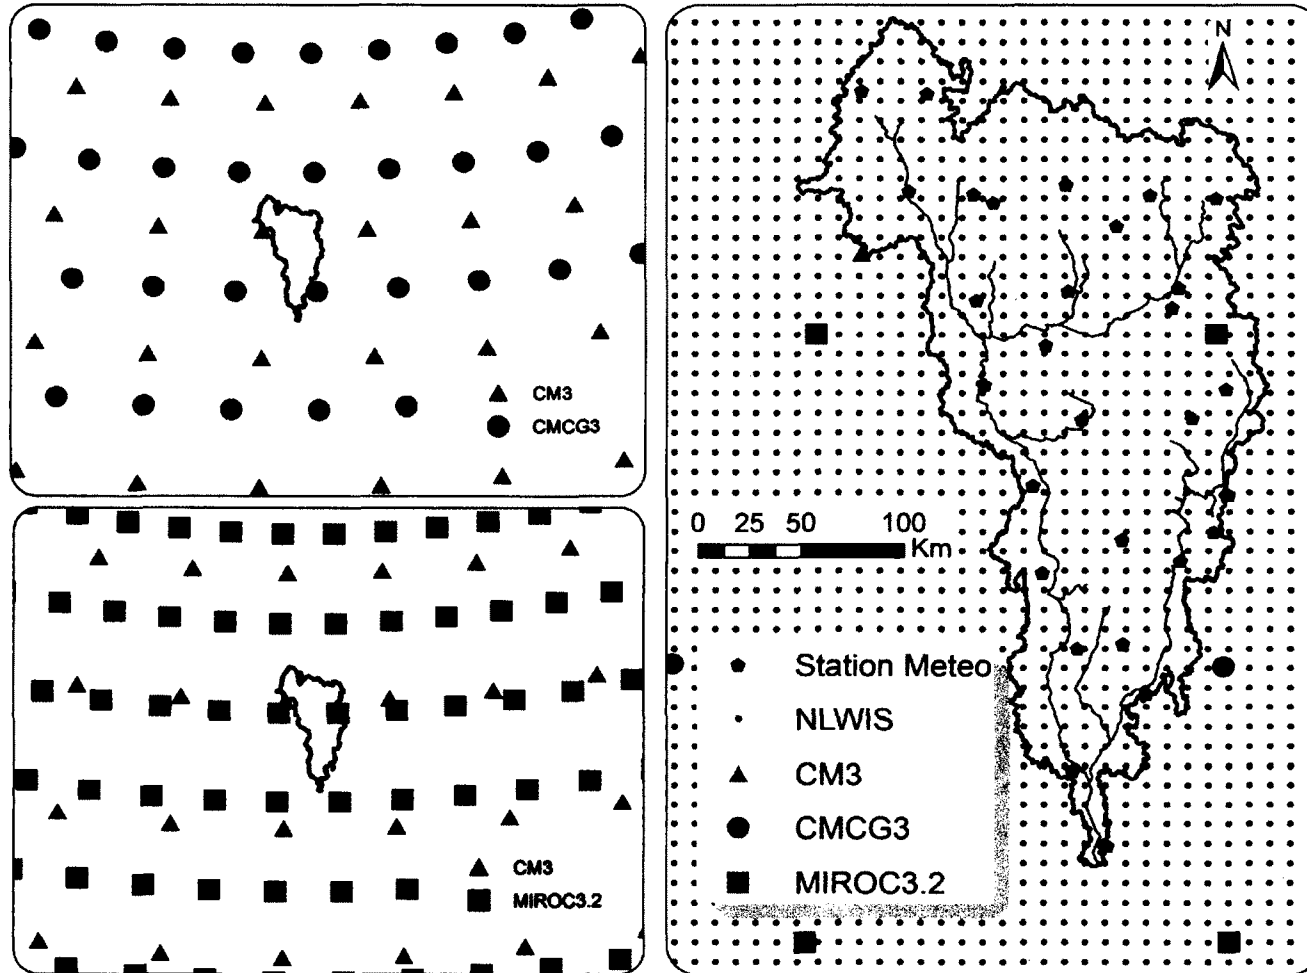 CM3
CMCG3
CM3
MIROC3.2
N
0 25 50 100
Km
Station Meteo
NLWIS
CM3
CMCG3
MIROC3.2